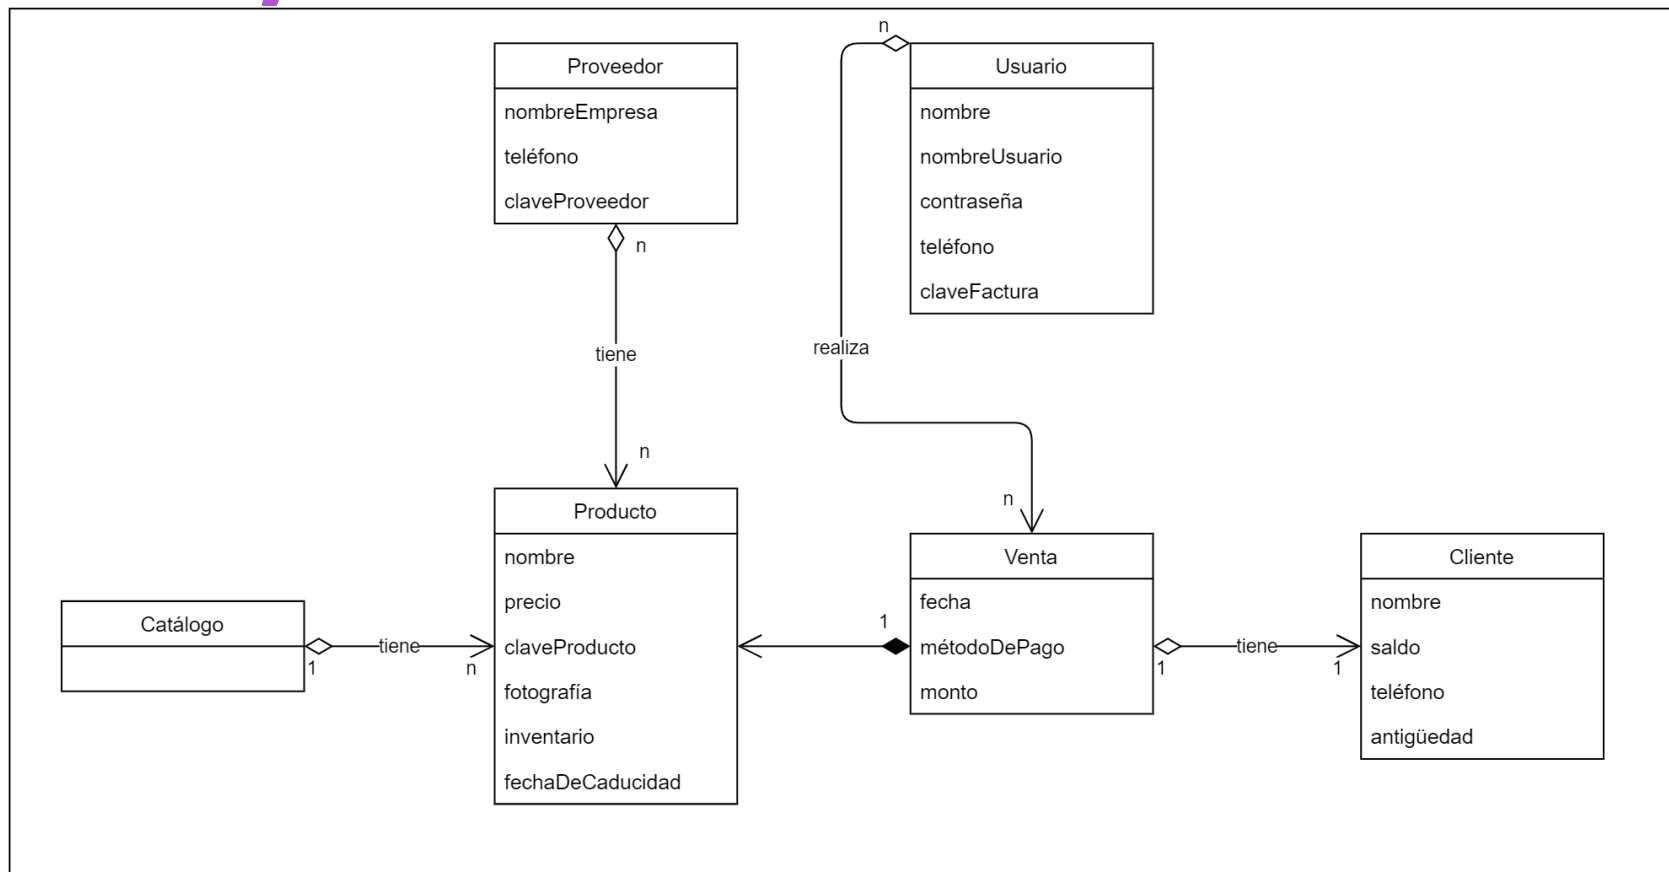 Proveedor
nombreEmpresa
teléfono
claveProveedor
n
tiene
n
n
Usuario
nombre
nombreUsuario
contraseña
teléfono
claveFactura
realiza
n
Catálogo
1
tiene
n
Producto
nombre
precio
claveProducto
fotografía
inventario
fechaDeCaducidad
1
Venta
fecha
métodoDePago
monto
1
tiene
1
Cliente
nombre
saldo
teléfono
antigüedad